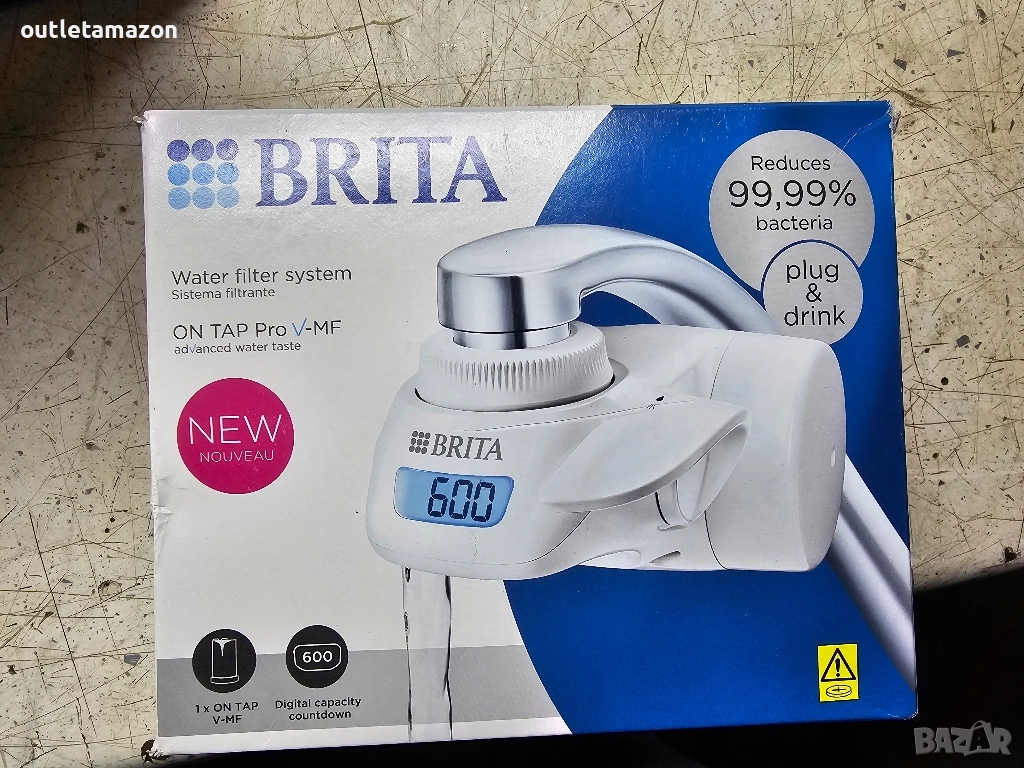 outletamazon
BRITA
Water filter system
Sistema filtrante
ON TAP Pro V-MF
advanced water taste
NEW
NOUVEAU
Reduces
99,99%
bacteria
plug
&
drink
BRITA
600
1 x ON TAP
V-MF
600
Digital capacity
countdown
BAZAR